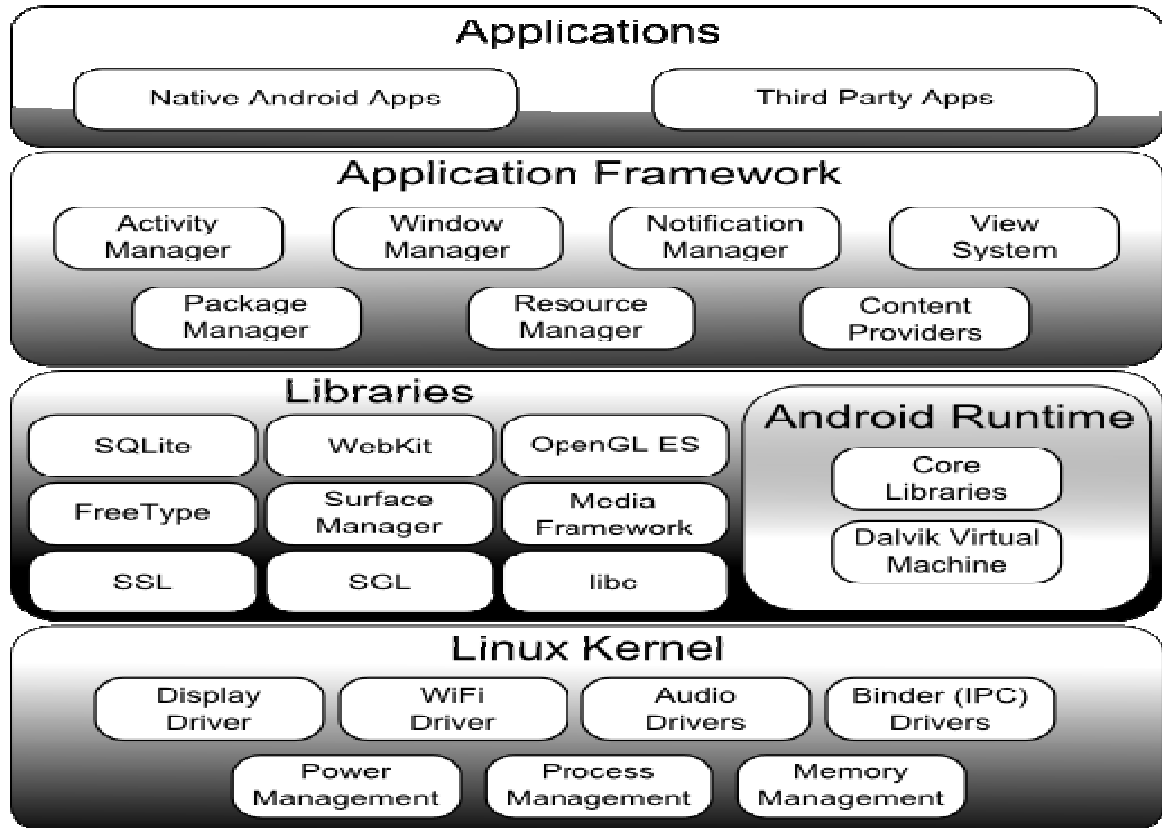 Applications
Native Android Apps
Third Party Apps
Application Framework
Activity
Manager
Window
Manager
Notification
Manager
View
System
Package
Manager
Resource
Manager
Content
Providers
Libraries
SQLite
WebKit
OpenGL ES
FreeType
Surface
Manager
Media
Framework
SSL
SGL
libc
Android Runtime
Core
Libraries
Dalvik Virtual
Machine
Linux Kernel
Display
Driver
WiFi
Driver
Audio
Drivers
Binder (IPC)
Drivers
Power
Management
Process
Management
Memory
Management